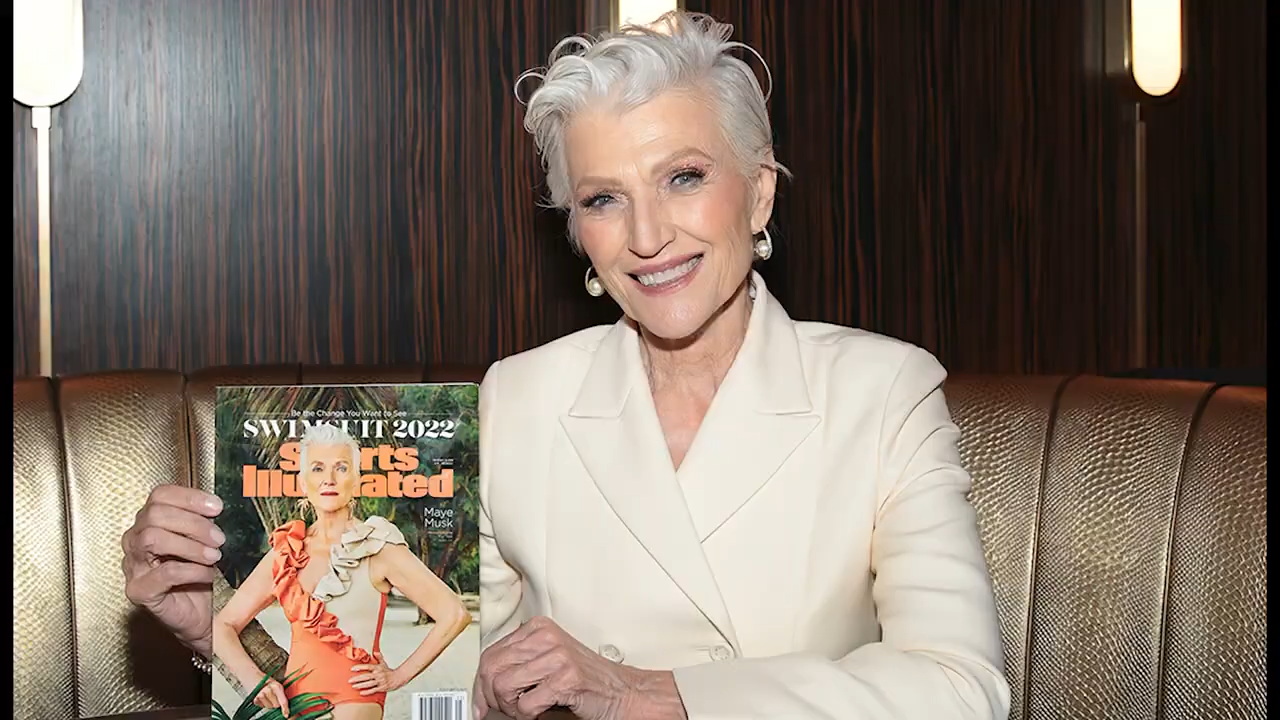 Be the Change You Want to See
SWIMSUIT 2022
Sports
Illustrated
Maye
Musk